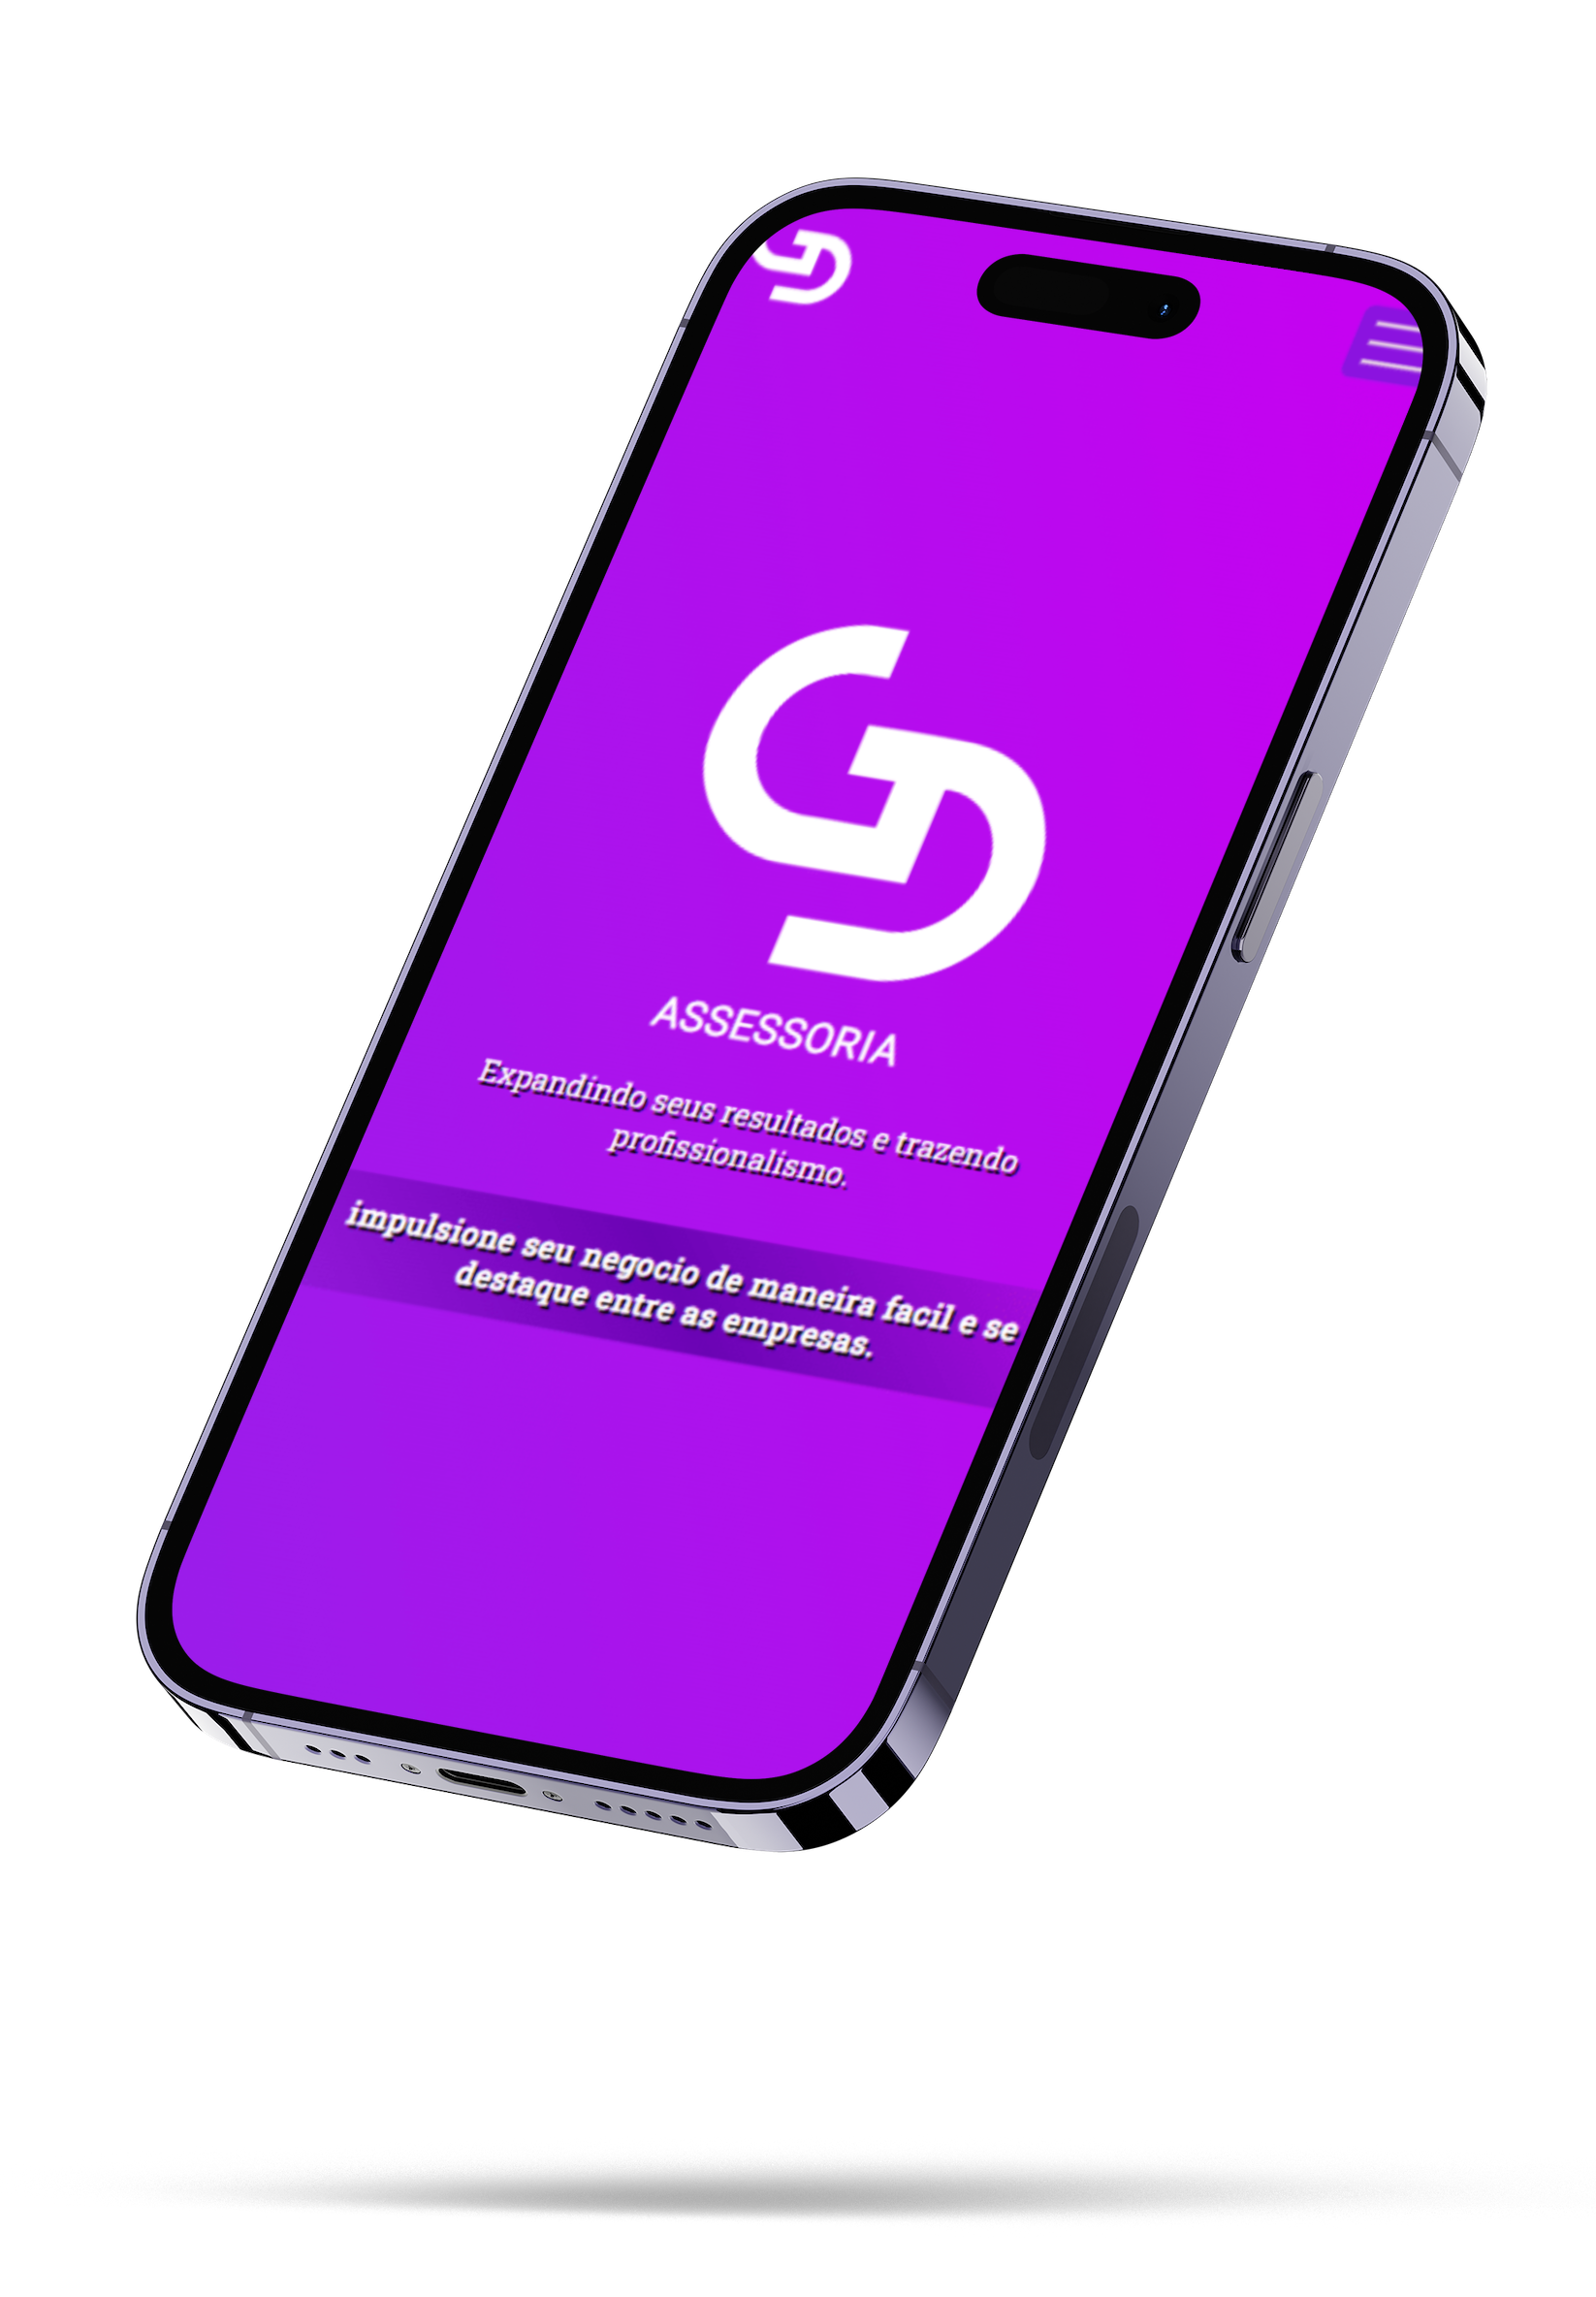 ASSESSORIA
Expandindo seus resultados e trazendo
profissionalismo.
impulsione seu negocio de maneira facil e se
destaque entre as empresas.